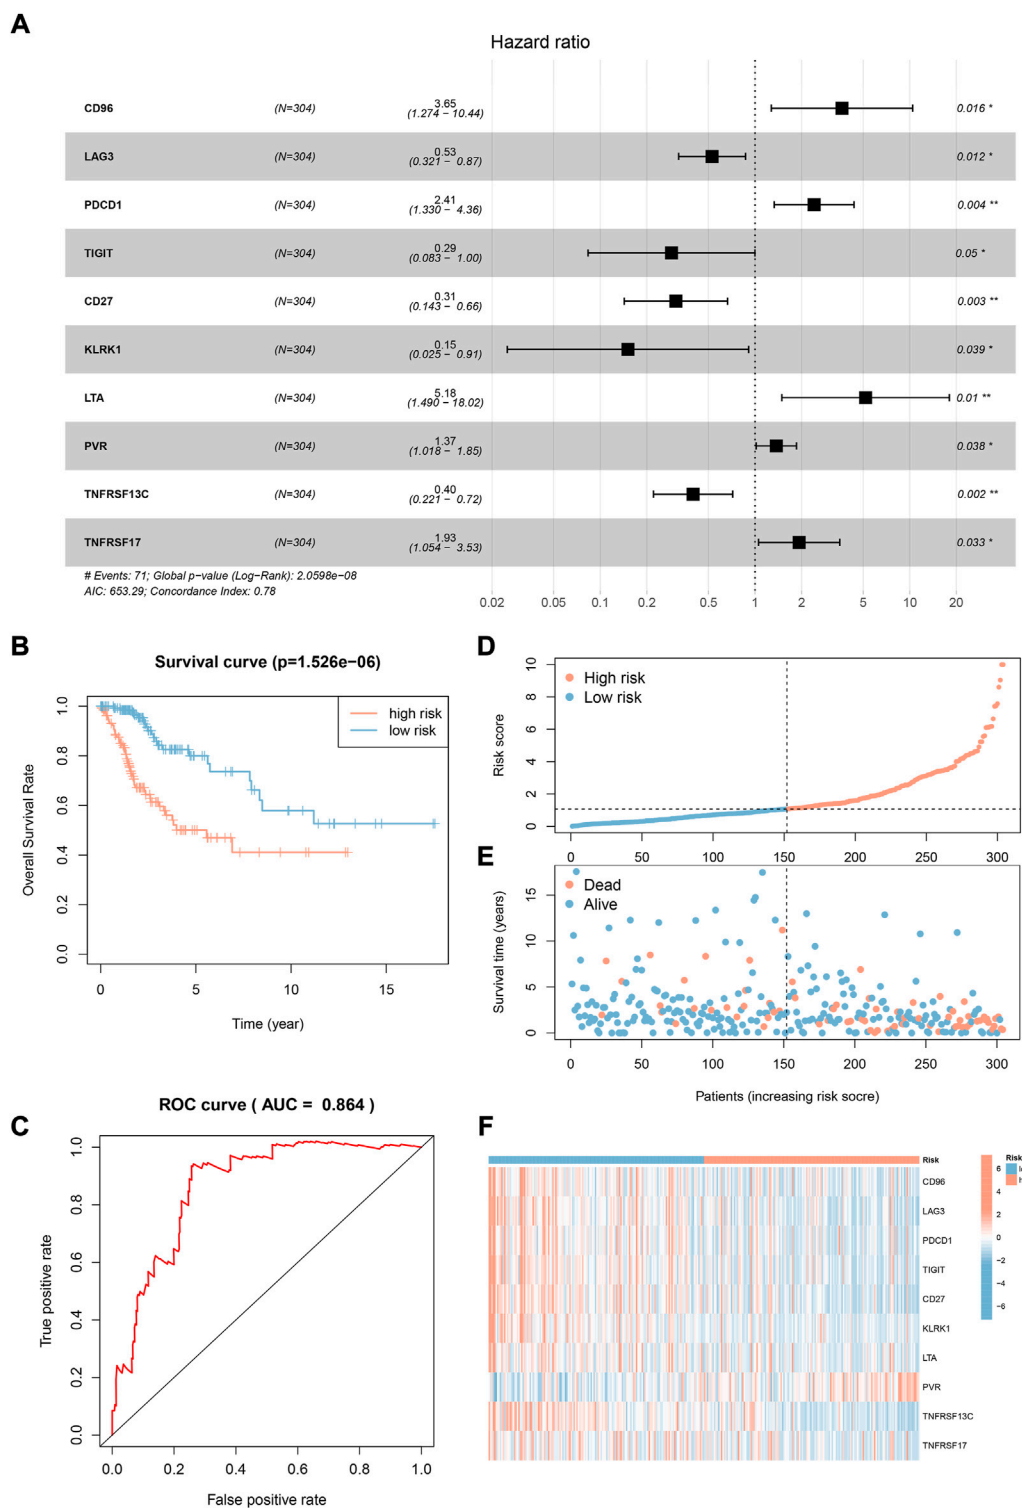 A
Hazard ratio
CD96 (N=304) 3.65 (1.274 − 10.44) 0.016 *
LAG3 (N=304) 0.53 (0.321 − 0.87) 0.012 *
PDCD1 (N=304) 2.41 (1.330 − 4.36) 0.004 **
TIGIT (N=304) 0.29 (0.083 − 1.00) 0.05 *
CD27 (N=304) 0.31 (0.143 − 0.66) 0.003 **
KLRK1 (N=304) 0.15 (0.025 − 0.91) 0.039 *
LTA (N=304) 5.18 (1.490 − 18.02) 0.01 **
PVR (N=304) 1.37 (1.018 − 1.85) 0.038 *
TNFRSF13C (N=304) 0.40 (0.221 − 0.72) 0.002 **
TNFRSF17 (N=304) 1.93 (1.054 − 3.53) 0.033 *
# Events: 71; Global p−value (Log−Rank): 2.0598e−08
AIC: 653.29; Concordance Index: 0.78
0.02 0.05 0.1 0.2 0.5 1 2 5 10 20
B
Survival curve (p=1.526e−06)
high risk
low risk
Overall Survival Rate
1.0
0.8
0.6
0.4
0.2
0.0
0 5 10 15
Time (year)
C
ROC curve ( AUC = 0.864 )
True positive rate
1.0
0.8
0.6
0.4
0.2
0.0
0.0 0.2 0.4 0.6 0.8 1.0
False positive rate
D
High risk
Low risk
Risk score
10
8
6
4
2
0
0 50 100 150 200 250 300
E
Dead
Alive
Survival time (years)
15
10
5
0
0 50 100 150 200 250 300
Patients (increasing risk socre)
F
Risk
CD96
LAG3
PDCD1
TIGIT
CD27
KLRK1
LTA
PVR
TNFRSF13C
TNFRSF17
6
4
2
0
−2
−4
−6
Risk
l
h